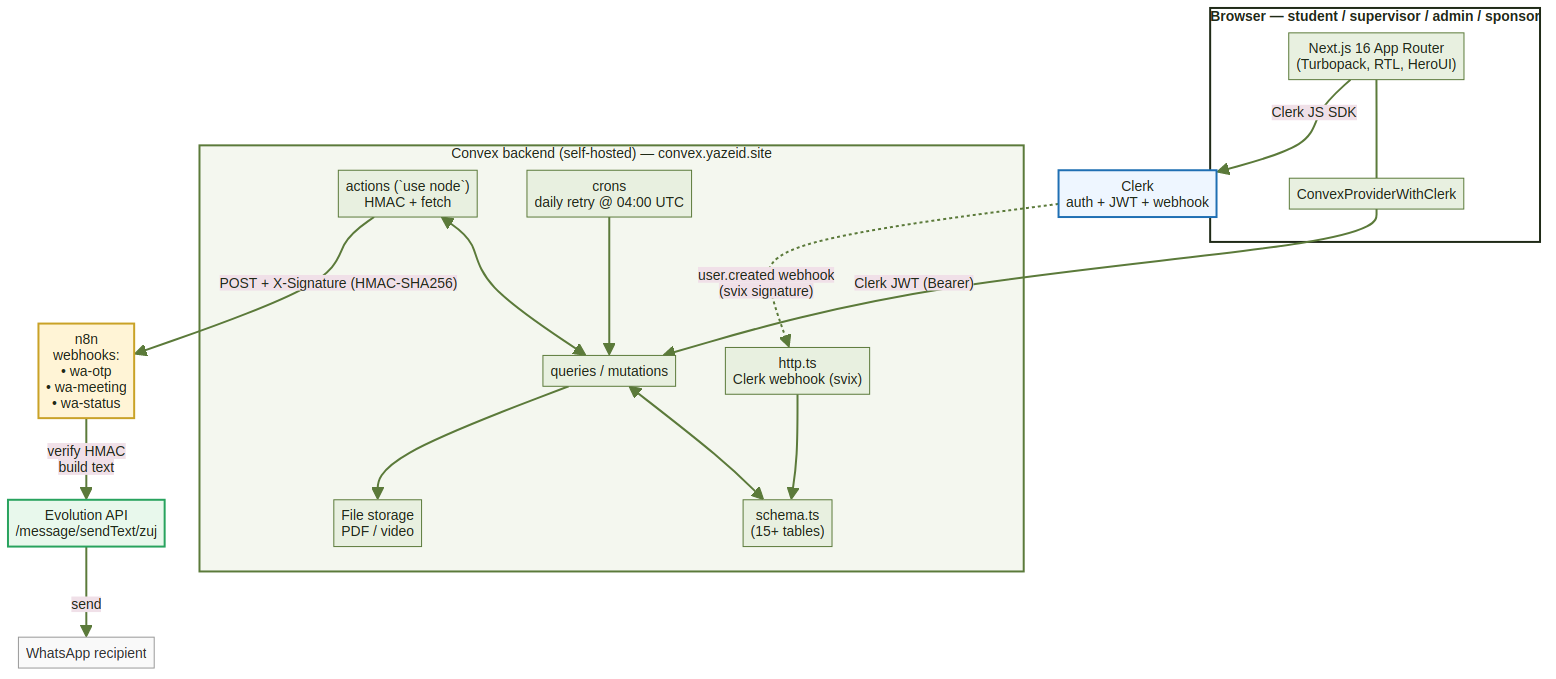 Browser — student / supervisor / admin / sponsor
Next.js 16 App Router
(Turbopack, RTL, HeroUI)
Clerk JS SDK
Convex backend (self-hosted) — convex.yazeid.site
actions (`use node`)
HMAC + fetch
crons
daily retry @ 04:00 UTC
Clerk
auth + JWT + webhook
ConvexProviderWithClerk
POST + X-Signature (HMAC-SHA256)
user.created webhook
(svix signature)
Clerk JWT (Bearer)
n8n
webhooks:
• wa-otp
• wa-meeting
• wa-status
queries / mutations
http.ts
Clerk webhook (svix)
verify HMAC
build text
Evolution API
/message/sendText/zuj
File storage
PDF / video
schema.ts
(15+ tables)
send
WhatsApp recipient